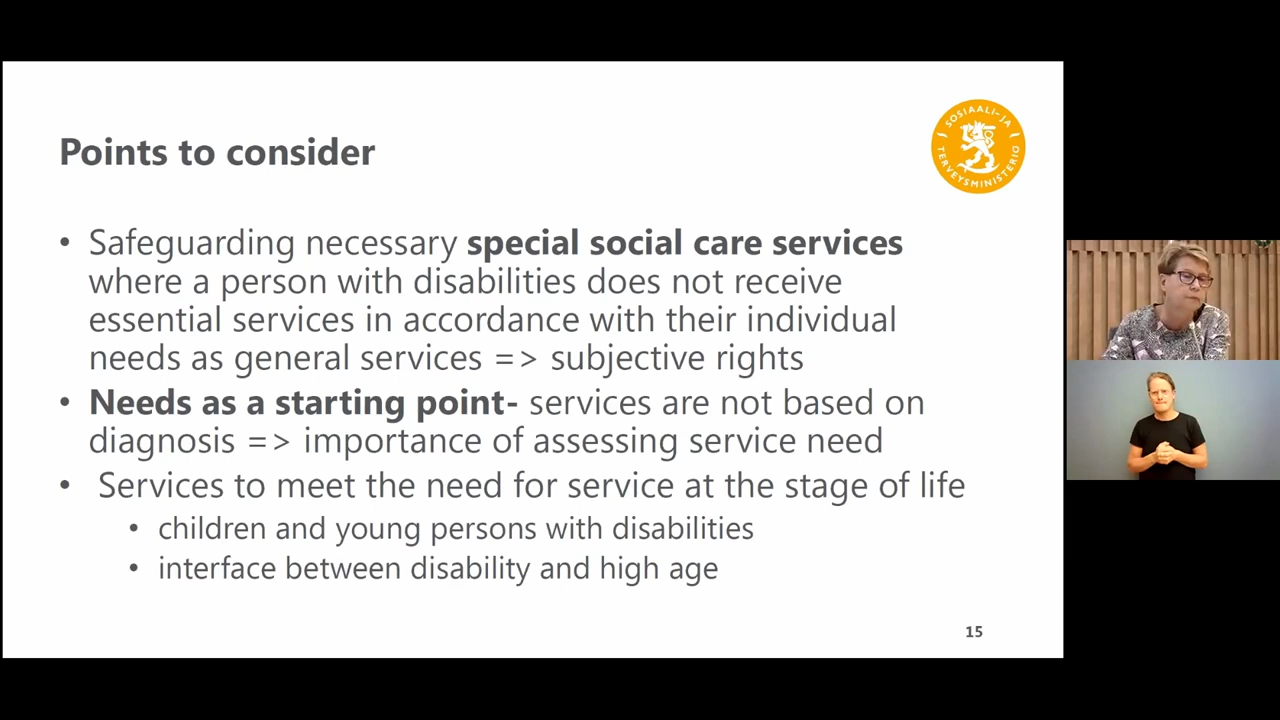 Points to consider
SOSIAALI- JA
TERVEYSMINISTERIÖ
• Safeguarding necessary special social care services
where a person with disabilities does not receive
essential services in accordance with their individual
needs as general services => subjective rights
• Needs as a starting point- services are not based on
diagnosis => importance of assessing service need
• Services to meet the need for service at the stage of life
• children and young persons with disabilities
• interface between disability and high age
15